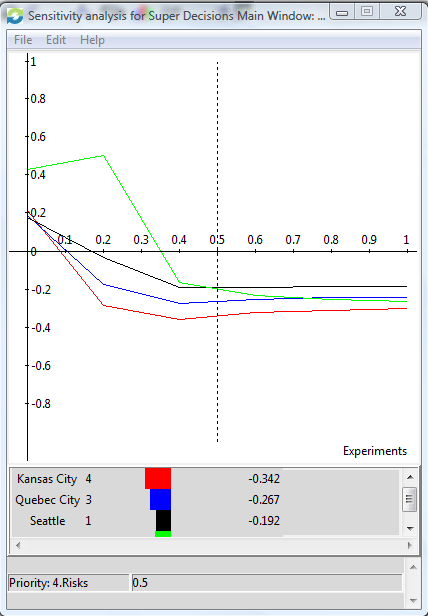 Sensitivity analysis for Super Decisions Main Window: ...
File Edit Help
1
0.8
0.6
0.4
0.2
0.1 0.2 0.3 0.4 0.5 0.6 0.7 0.8 0.9 1
0
-0.2
-0.4
-0.6
-0.8
Experiments
Kansas City 4 -0.342
Quebec City 3 -0.267
Seattle 1 -0.192
Priority: 4.Risks 0.5